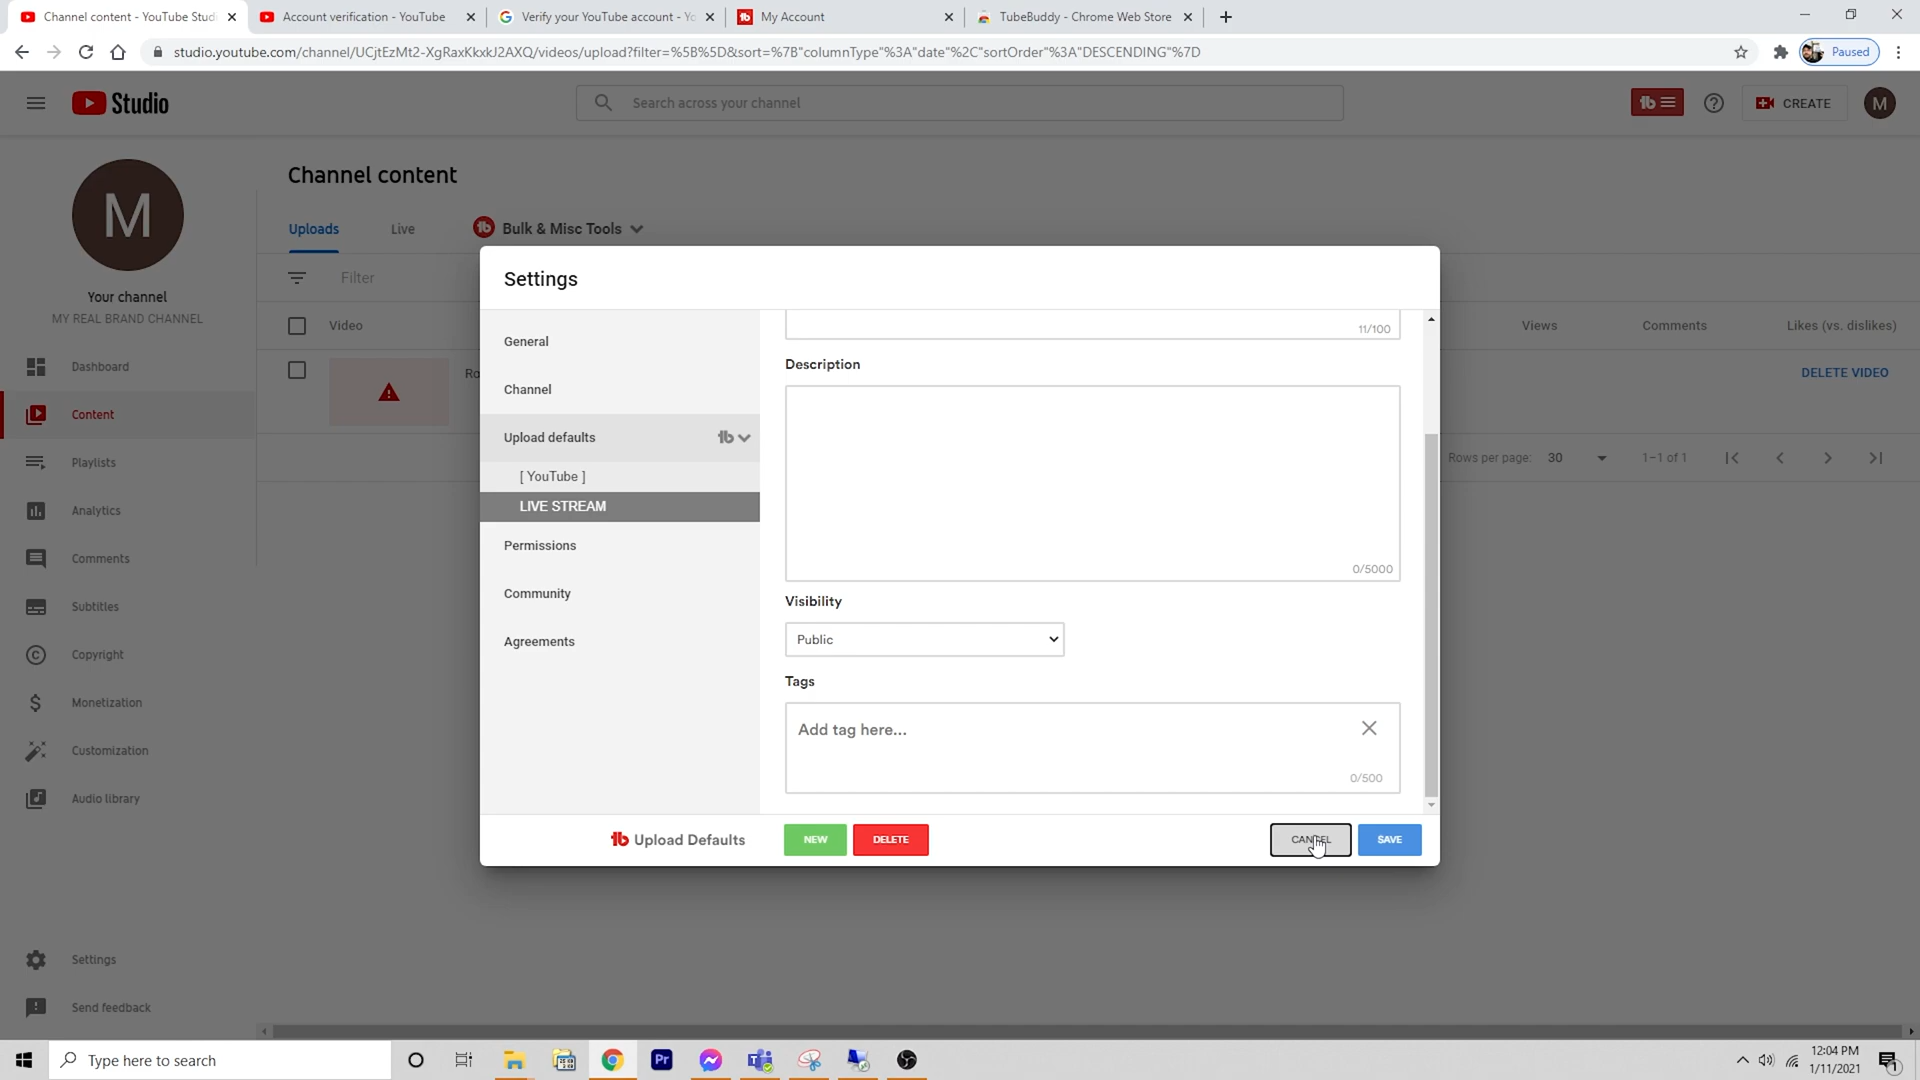 Channel content - YouTube Studi
Account verification - YouTube
Verify your YouTube account - Yo
My Account
TubeBuddy - Chrome Web Store
studio.youtube.com/channel/UCjtEzMt2-XgRaxKkxkJ2AXQ/videos/upload?filter=%5B%5D&sort=%7B"columnType"%3A"date"%2C"sortOrder"%3A"DESCENDING"%7D
Paused
Studio
Search across your channel
CREATE
M
M
Your channel
MY REAL BRAND CHANNEL
Dashboard
Content
Playlists
Analytics
Comments
Subtitles
Copyright
Monetization
Customization
Audio library
Settings
Send feedback
Channel content
Uploads
Live
Bulk & Misc Tools
Filter
Video
Views
Comments
Likes (vs. dislikes)
Ro
DELETE VIDEO
Rows per page:
30
1–1 of 1
Settings
General
Channel
Upload defaults
[ YouTube ]
LIVE STREAM
Permissions
Community
Agreements
11/100
Description
0/5000
Visibility
Public
Tags
Add tag here...
0/500
Upload Defaults
NEW
DELETE
CANCEL
SAVE
Type here to search
Pr
12:04 PM
1/11/2021
1